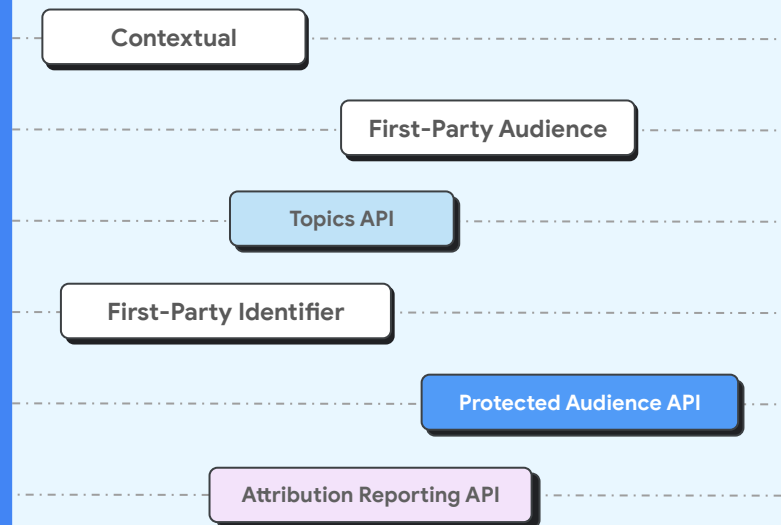 Contextual
First-Party Audience
Topics API
First-Party Identifier
Protected Audience API
Attribution Reporting API